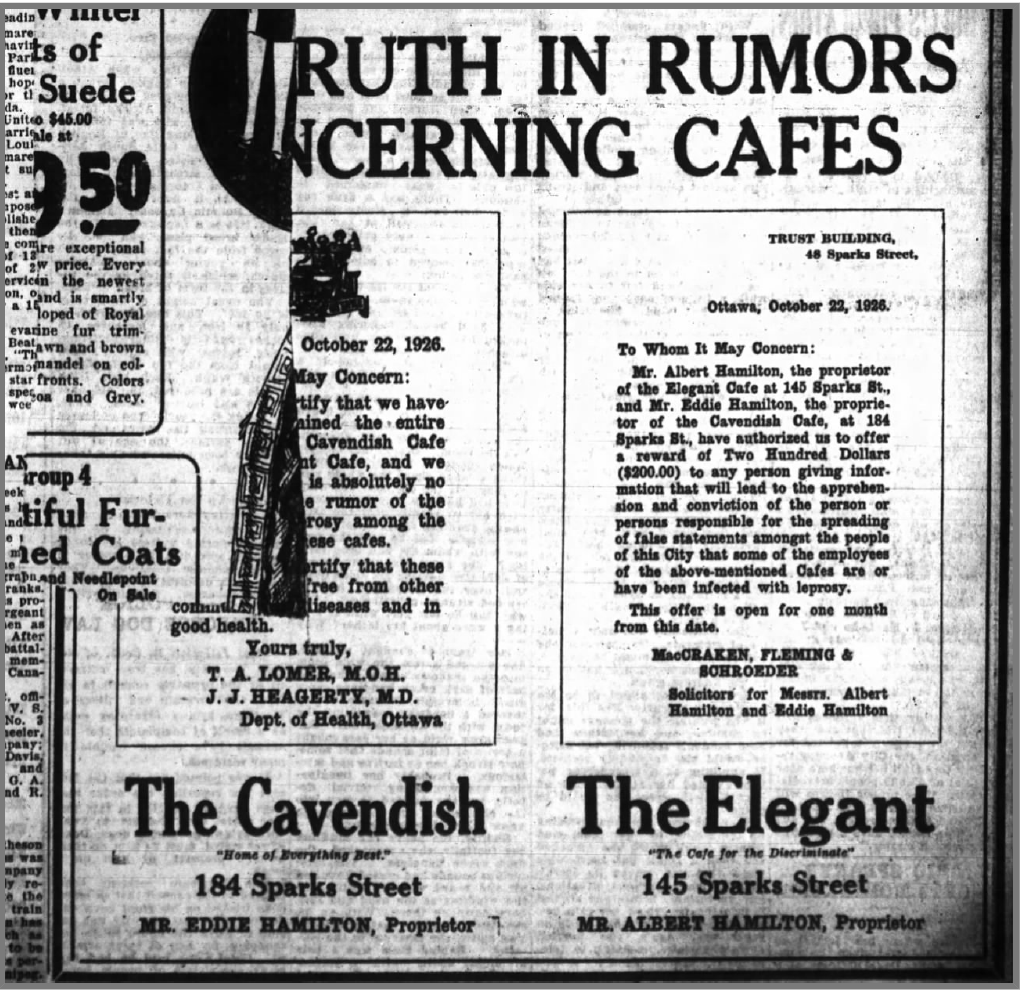 Winter
ts of
Suede
$45.00
ale at
9.50
are exceptional
w price. Every
in the newest
and is smartly
loped of Royal
ine fur trim-
awn and brown
mandel on col-
fronts. Colors
and Grey.
roup 4
tiful Fur-
ed Coats
and Needlepoint
On Sale
RUTH IN RUMORS
NCERNING CAFES
October 22, 1926.
May Concern:
rtify that we have
ined the entire
Cavendish Cafe
nt Cafe, and we
is absolutely no
e rumor of the
rosy among the
ese cafes.
ertify that these
free from other
diseases and in
good health.
Yours truly,
T. A. LOMER, M.O.H.
J. J. HEAGERTY, M.D.
Dept. of Health, Ottawa
The Cavendish
"Home of Everything Best."
184 Sparks Street
MR. EDDIE HAMILTON, Proprietor
TRUST BUILDING,
48 Sparks Street,
Ottawa, October 22, 1926.
To Whom It May Concern:
Mr. Albert Hamilton, the proprietor
of the Elegant Cafe at 145 Sparks St.,
and Mr. Eddie Hamilton, the proprie-
tor of the Cavendish Cafe, at 184
Sparks St., have authorized us to offer
a reward of Two Hundred Dollars
($200.00) to any person giving infor-
mation that will lead to the apprehen-
sion and conviction of the person or
persons responsible for the spreading
of false statements amongst the people
of this City that some of the employees
of the above-mentioned Cafes are or
have been infected with leprosy.
This offer is open for one month
from this date.
MacCRAKEN, FLEMING &
SCHROEDER
Solicitors for Messrs. Albert
Hamilton and Eddie Hamilton
The Elegant
"The Cafe for the Discriminate"
145 Sparks Street
MR. ALBERT HAMILTON, Proprietor